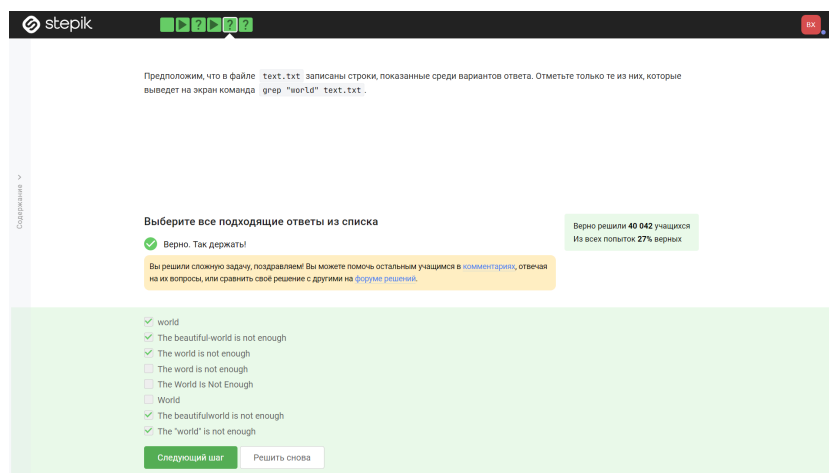 stepik
BX
Предположим, что в файле text.txt записаны строки, показанные среди вариантов ответа. Отметьте только те из них, которые
выведет на экран команда grep "world" text.txt .
Содержание
Выберите все подходящие ответы из списка
Верно. Так держать!
Верно решили 40 042 учащихся
Из всех попыток 27% верных
Вы решили сложную задачу, поздравляем! Вы можете помочь остальным учащимся в комментариях, отвечая
на их вопросы, или сравнить своё решение с другими на форуме решений.
world
The beautiful-world is not enough
The world is not enough
The word is not enough
The World Is Not Enough
World
The beautifulworld is not enough
The "world" is not enough
Следующий шаг
Решить снова